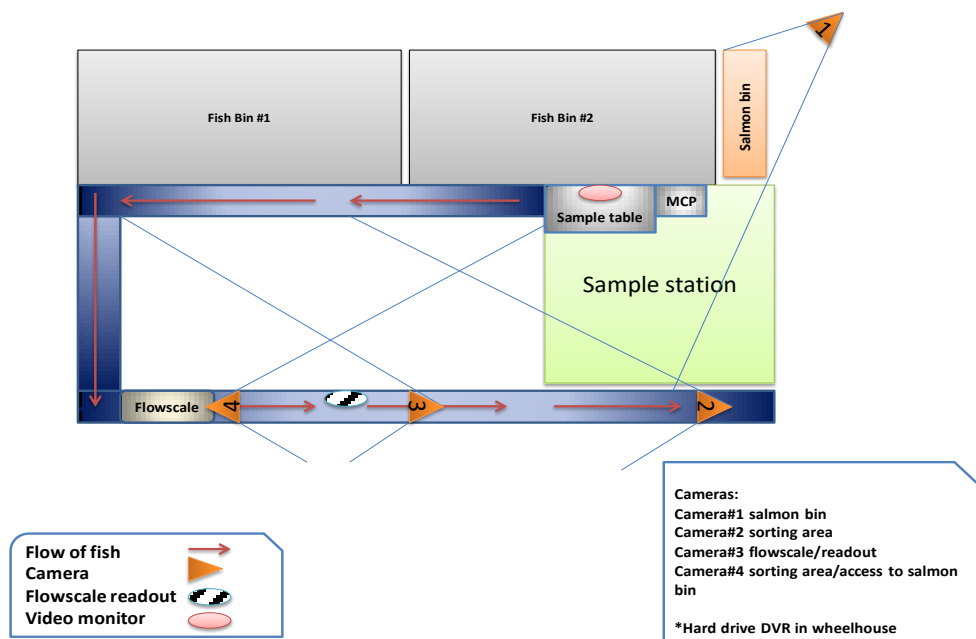 1
Fish Bin #1
Fish Bin #2
Salmon bin
Sample table
MCP
Sample station
Flowscale
4
3
2
Cameras:
Camera#1 salmon bin
Camera#2 sorting area
Camera#3 flowscale/readout
Camera#4 sorting area/access to salmon
bin
*Hard drive DVR in wheelhouse
Flow of fish
Camera
Flowscale readout
Video monitor